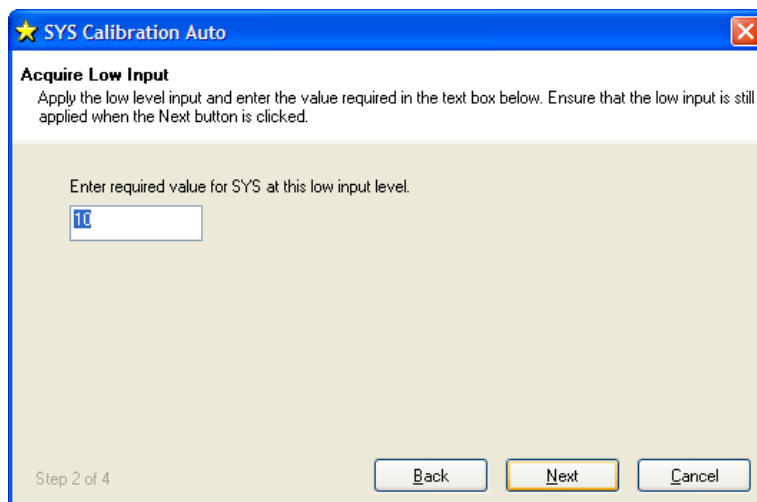 SYS Calibration Auto
Acquire Low Input
Apply the low level input and enter the value required in the text box below. Ensure that the low input is still
applied when the Next button is clicked.
Enter required value for SYS at this low input level.
10
Step 2 of 4
Back
Next
Cancel